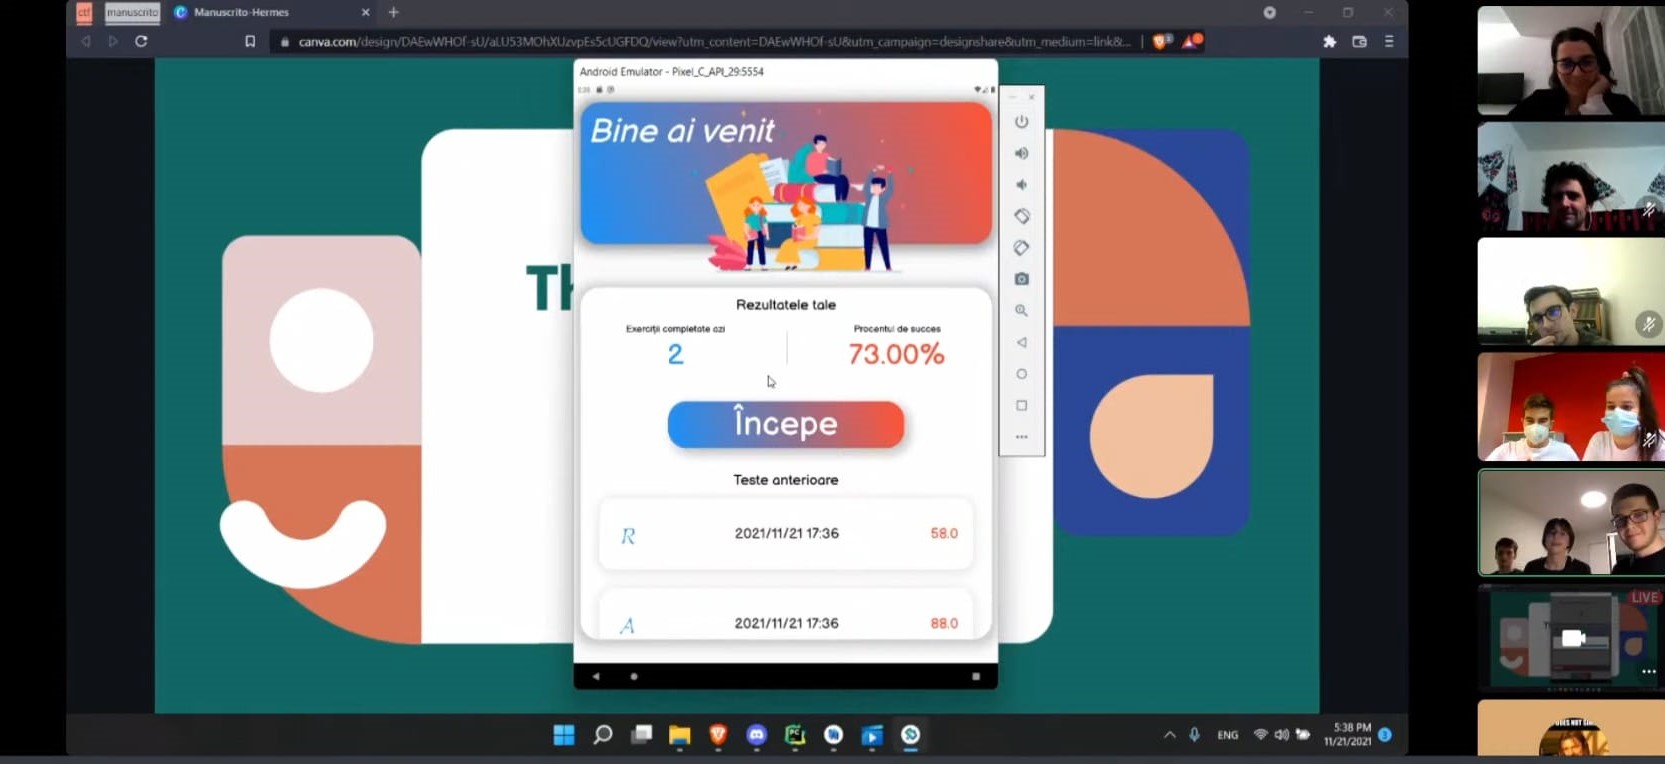 ctf
manuscrito
Manuscrito-Hermes
canva.com/design/DAEwWHOf-sU/aLU53MOhXUzvpEs5cUGFDQ/view?utm_content=DAEwWHOf-sU&utm_campaign=designshare&utm_medium=link&...
Android Emulator - Pixel_C_API_29:5554
Bine ai venit
Th
Rezultatele tale
Exerciții completate azi
Procentul de succes
2
73.00%
Începe
Teste anterioare
R 2021/11/21 17:36 58.0
A 2021/11/21 17:36 88.0
LIVE
ENG
5:38 PM
11/21/2021